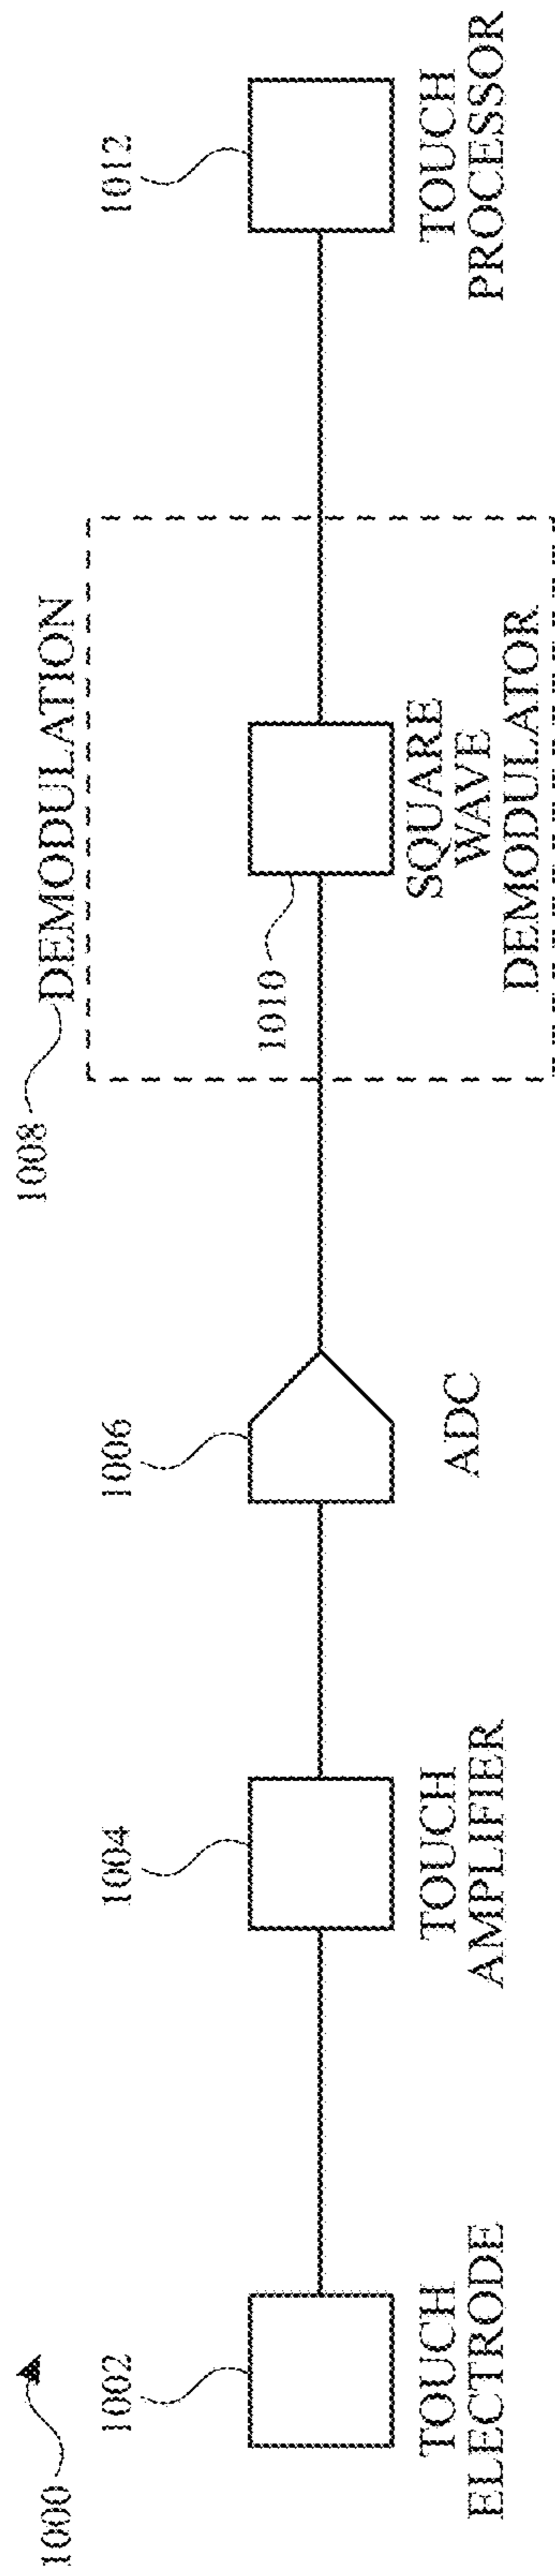 1000
1002
TOUCH
ELECTRODE
1004
TOUCH
AMPLIFIER
1006
ADC
1008
DEMODULATION
1010
SQUARE
WAVE
DEMODULATOR
1012
TOUCH
PROCESSOR